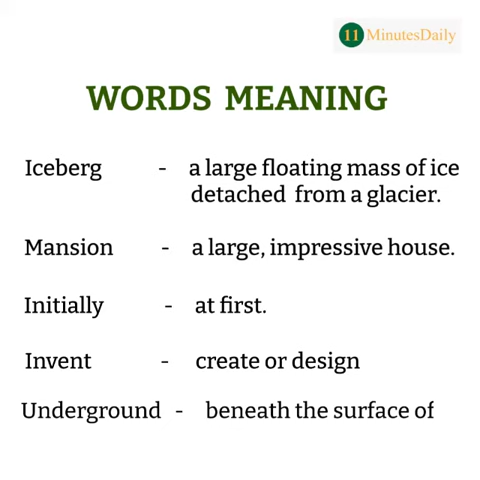 11 MinutesDaily
WORDS MEANING
Iceberg - a large floating mass of ice
detached from a glacier.
Mansion - a large, impressive house.
Initially - at first.
Invent - create or design
Underground - beneath the surface of